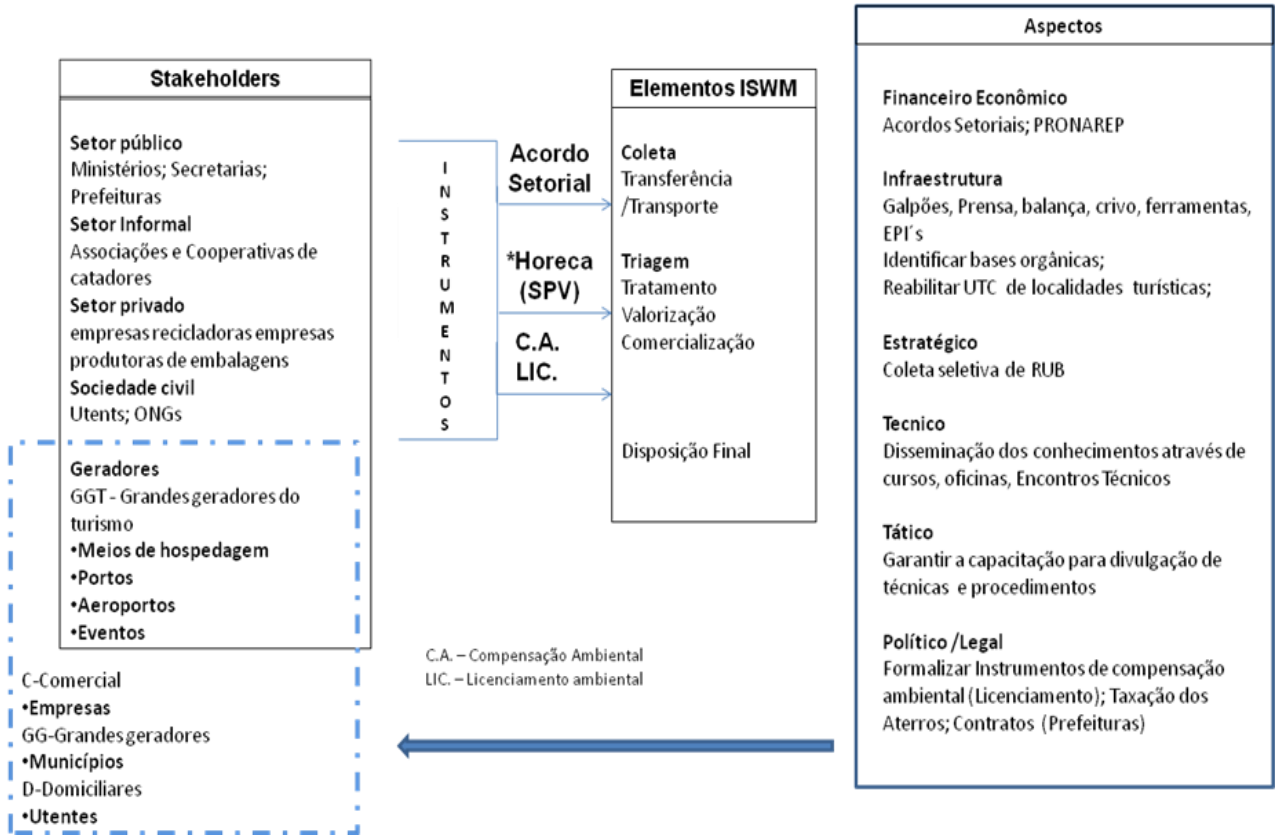 Stakeholders
Setor público
Ministérios; Secretarias;
Prefeituras
Setor Informal
Associações e Cooperativas de
catadores
Setor privado
empresas recicladoras empresas
produtoras de embalagens
Sociedade civil
Utents; ONGs
Geradores
GGT - Grandes geradores do
turismo
•Meios de hospedagem
•Portos
•Aeroportos
•Eventos
C-Comercial
•Empresas
GG-Grandes geradores
•Municípios
D-Domiciliares
•Utentes
INSTRUMENTOS
Acordo
Setorial
*Horeca
(SPV)
C.A.
LIC.
Elementos ISWM
Coleta
Transferência
/Transporte
Triagem
Tratamento
Valorização
Comercialização
Disposição Final
C.A. – Compensação Ambiental
LIC. – Licenciamento ambiental
Aspectos
Financeiro Econômico
Acordos Setoriais; PRONAREP
Infraestrutura
Galpões, Prensa, balança, crivo, ferramentas,
EPI´s
Identificar bases orgânicas;
Reabilitar UTC de localidades turísticas;
Estratégico
Coleta seletiva de RUB
Tecnico
Disseminação dos conhecimentos através de
cursos, oficinas, Encontros Técnicos
Tático
Garantir a capacitação para divulgação de
técnicas e procedimentos
Político /Legal
Formalizar Instrumentos de compensação
ambiental (Licenciamento); Taxação dos
Aterros; Contratos (Prefeituras)